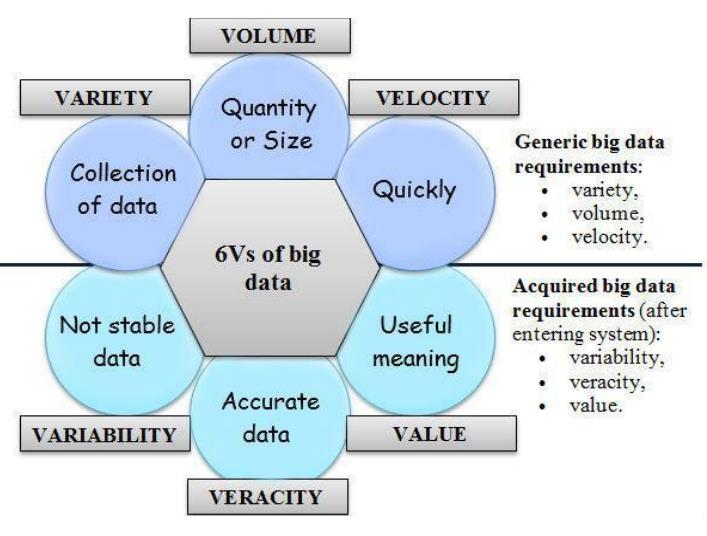 VOLUME
VARIETY
VELOCITY
Quantity
or Size
Collection
of data
Quickly
6Vs of big
data
Generic big data
requirements:
• variety,
• volume,
• velocity.
Not stable
data
Useful
meaning
Accurate
data
VARIABILITY
VALUE
VERACITY
Acquired big data
requirements (after
entering system):
• variability,
• veracity,
• value.